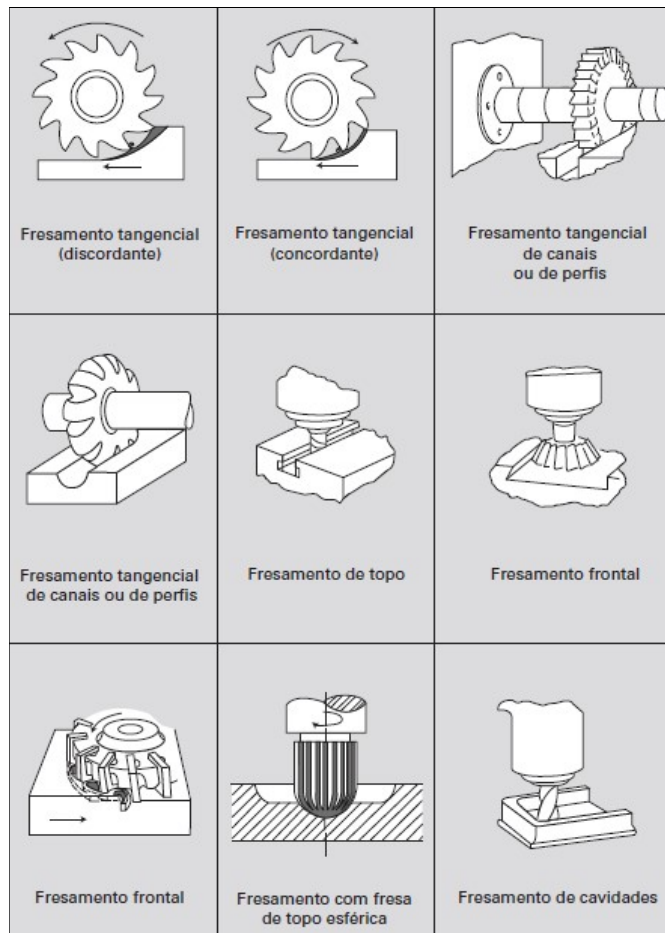 Fresamento tangencial
(discordante)
Fresamento tangencial
(concordante)
Fresamento tangencial
de canais
ou de perfis
Fresamento tangencial
de canais ou de perfis
Fresamento de topo
Fresamento frontal
Fresamento frontal
Fresamento com fresa
de topo esférica
Fresamento de cavidades